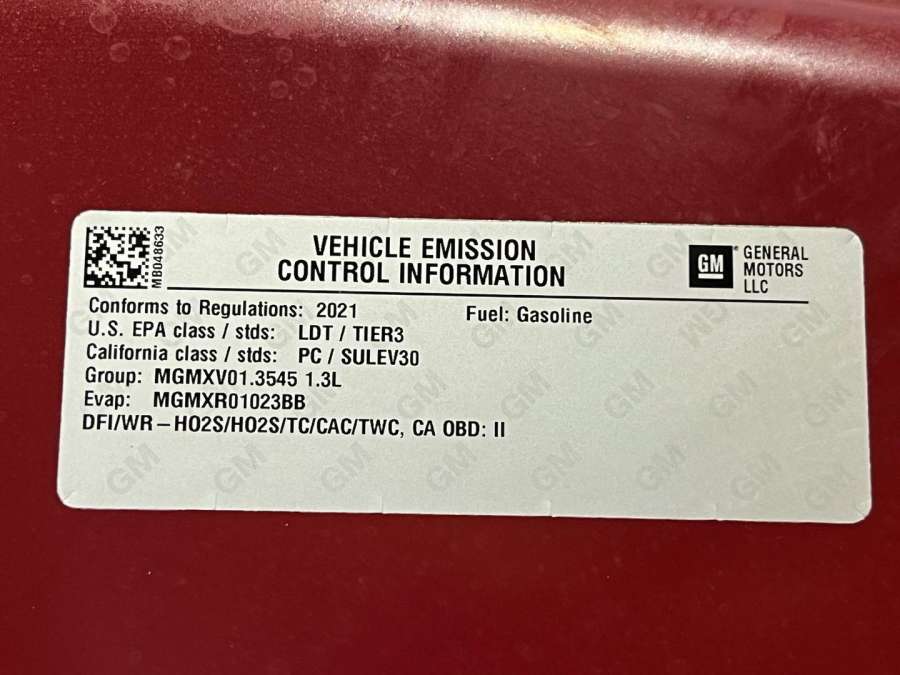 MB048633
VEHICLE EMISSION
CONTROL INFORMATION
GM
GENERAL
MOTORS
LLC
Conforms to Regulations: 2021
Fuel: Gasoline
U.S. EPA class / stds: LDT / TIER3
California class / stds: PC / SULEV30
Group: MGMXV01.3545 1.3L
Evap: MGMXR01023BB
DFI/WR – HO2S/HO2S/TC/CAC/TWC, CA OBD: II